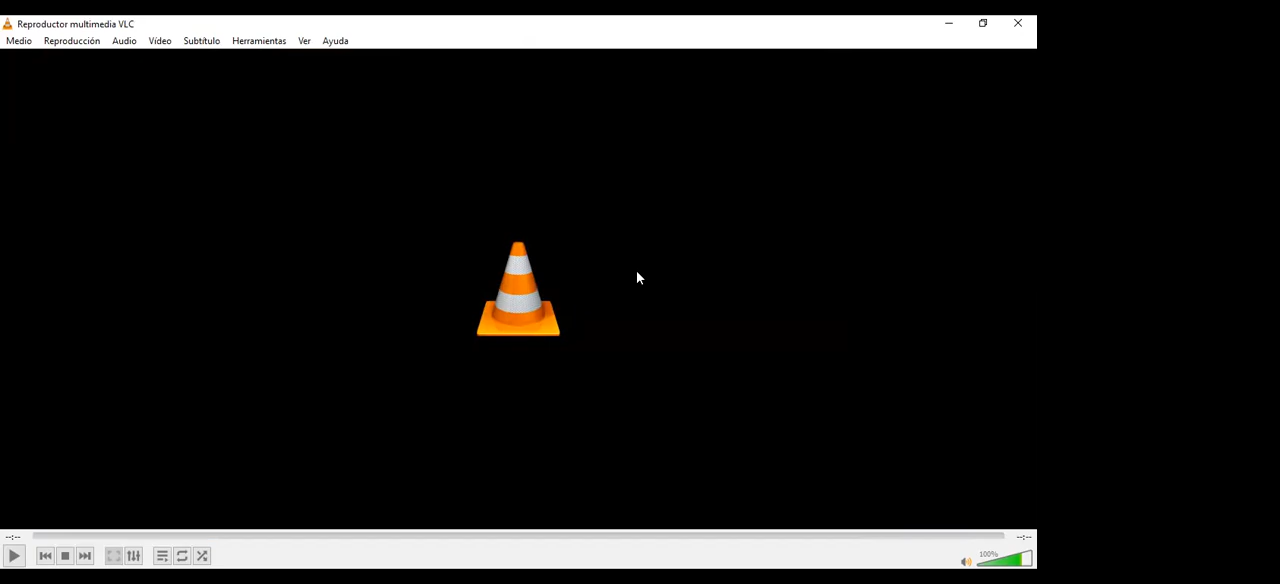 Reproductor multimedia VLC
Medio Reproducción Audio Vídeo Subtítulo Herramientas Ver Ayuda
--:-- --:--
100%